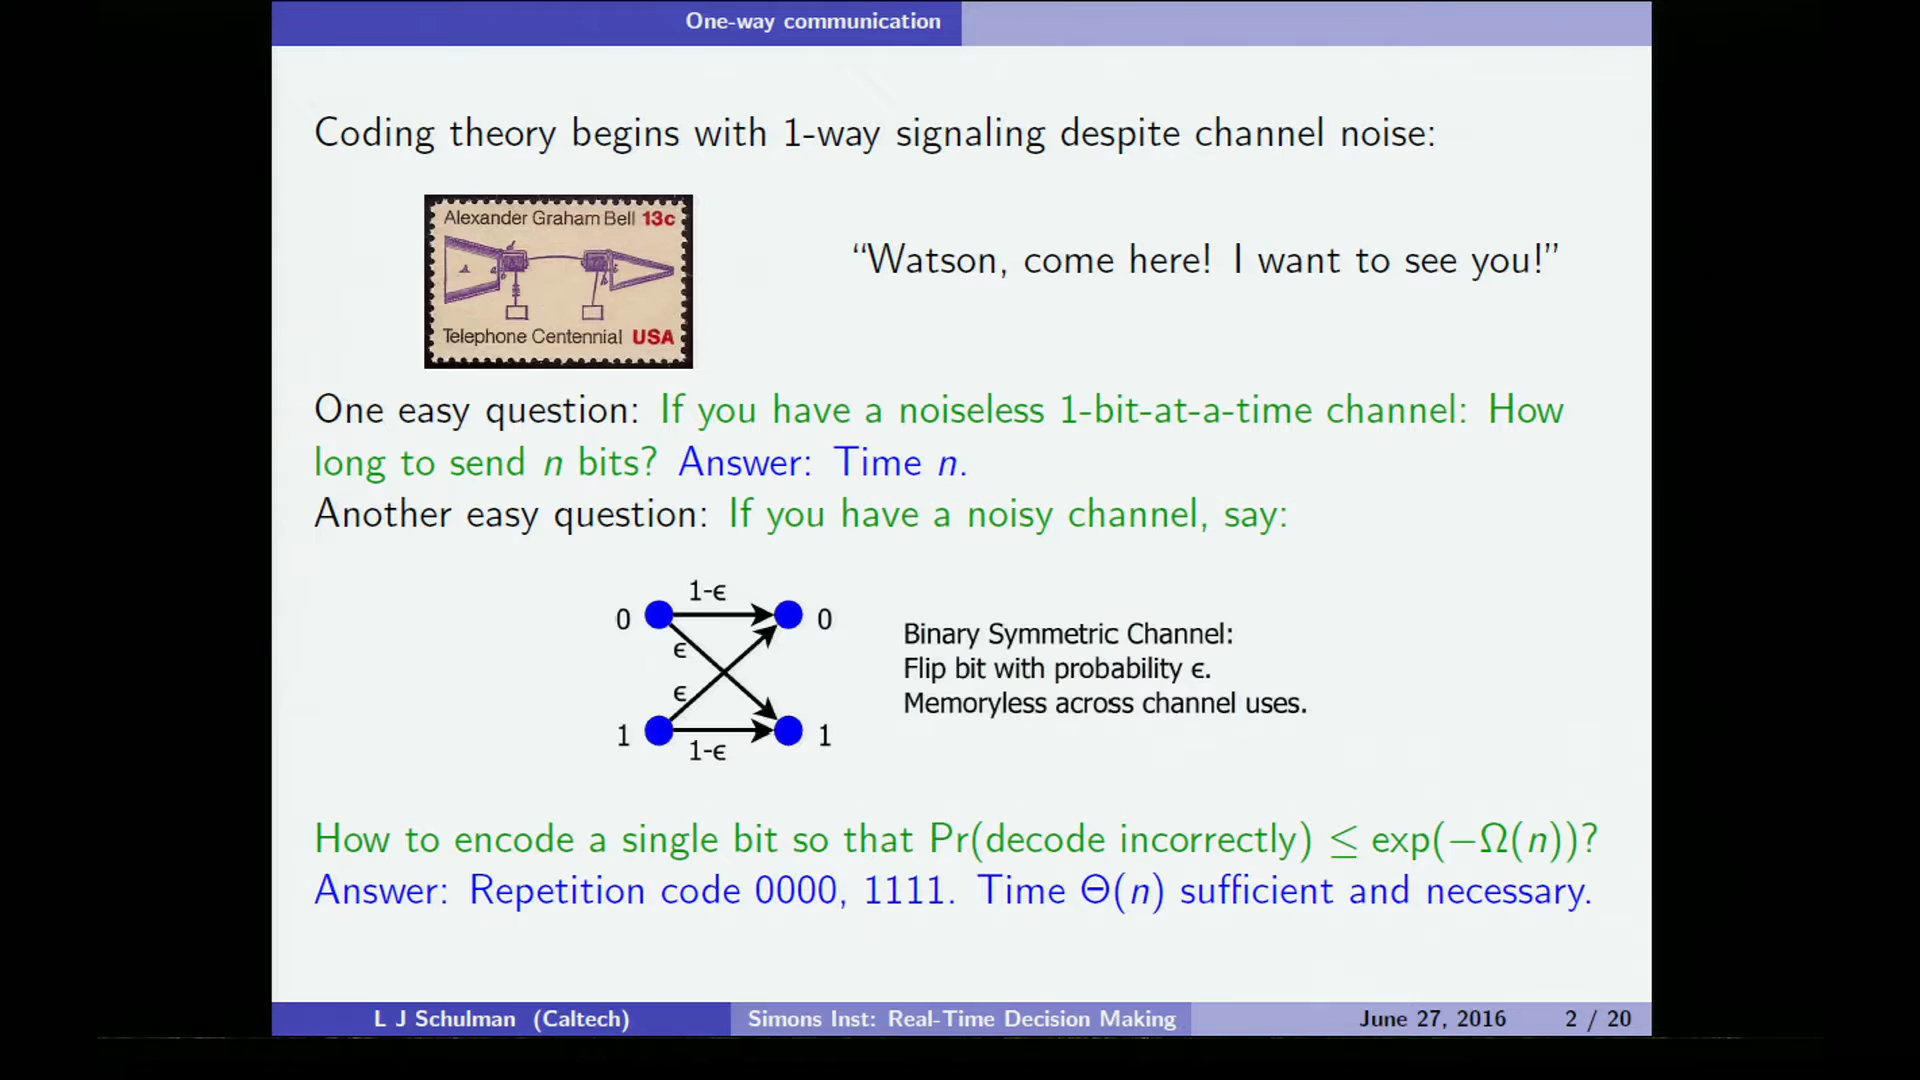 One-way communication
Coding theory begins with 1-way signaling despite channel noise:
Alexander Graham Bell 13c
Telephone Centennial USA
“Watson, come here! I want to see you!”
One easy question: If you have a noiseless 1-bit-at-a-time channel: How
long to send n bits? Answer: Time n.
Another easy question: If you have a noisy channel, say:
1-ϵ
0 0
ϵ
ϵ
1 1
1-ϵ
Binary Symmetric Channel:
Flip bit with probability ϵ.
Memoryless across channel uses.
How to encode a single bit so that Pr(decode incorrectly) ≤ exp(−Ω(n))?
Answer: Repetition code 0000, 1111. Time Θ(n) sufficient and necessary.
L J Schulman (Caltech) Simons Inst: Real-Time Decision Making June 27, 2016 2 / 20